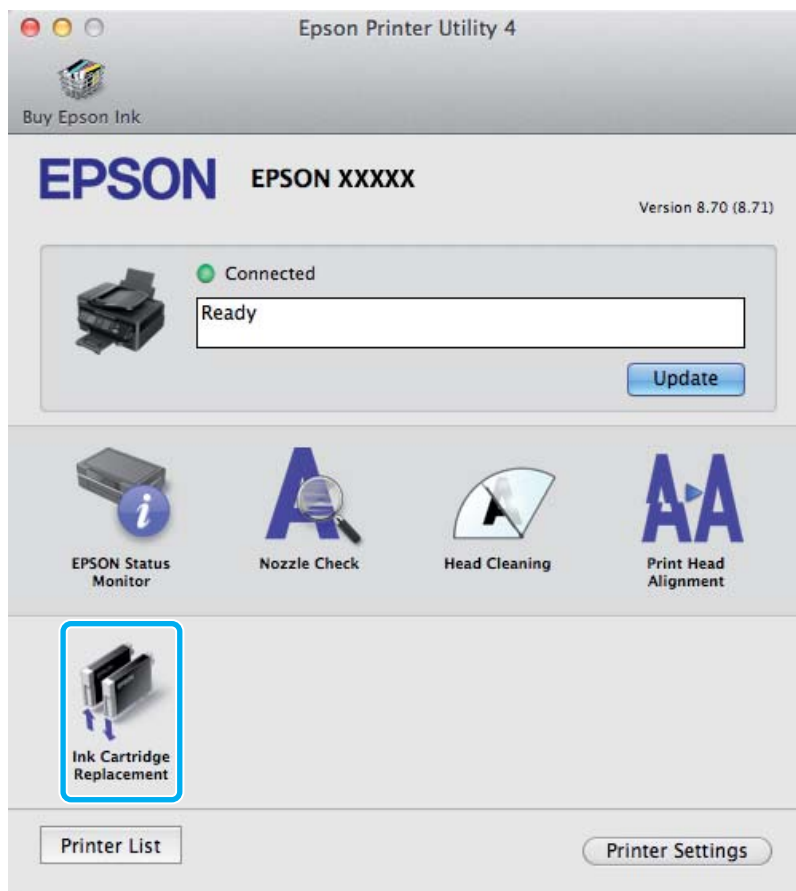 Epson Printer Utility 4
Buy Epson Ink
EPSON
EPSON XXXXX
Version 8.70 (8.71)
Connected
Ready
Update
EPSON Status
Monitor
Nozzle Check
Head Cleaning
Print Head
Alignment
Ink Cartridge
Replacement
Printer List
Printer Settings